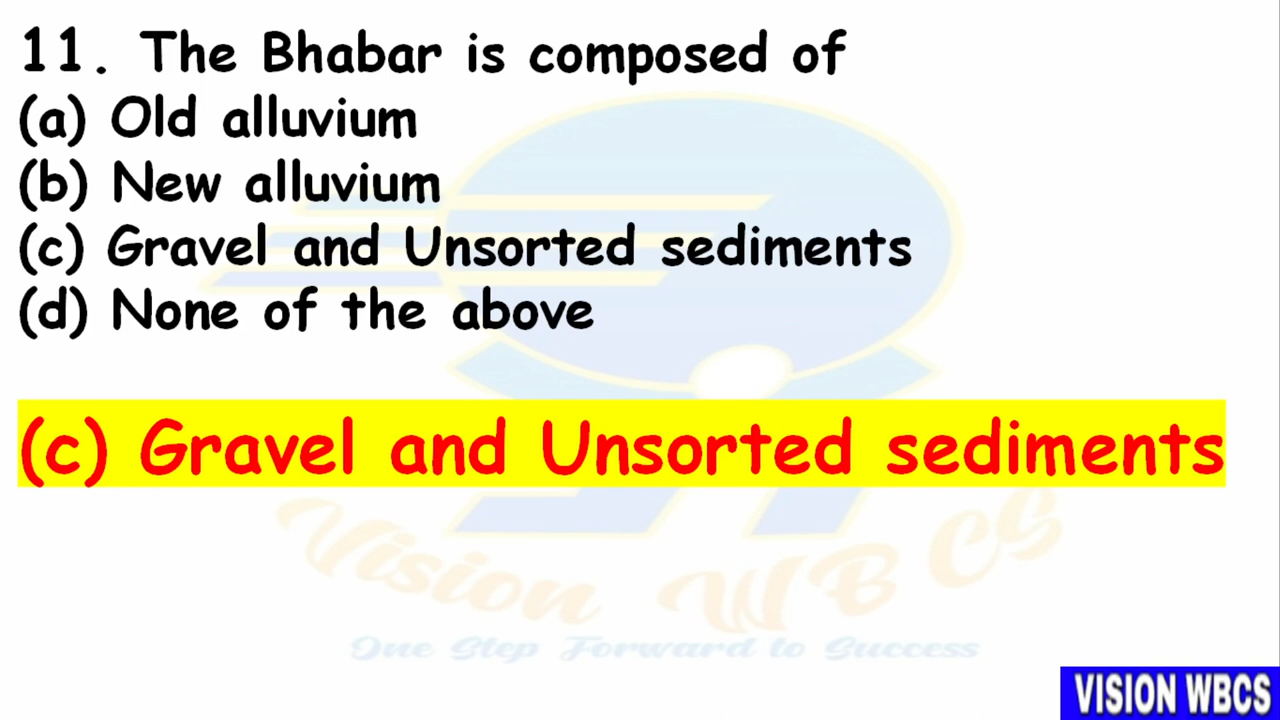 11. The Bhabar is composed of
(a) Old alluvium
(b) New alluvium
(c) Gravel and Unsorted sediments
(d) None of the above
(c) Gravel and Unsorted sediments
Vision WBCS
One Step Forward to Success
VISION WBCS